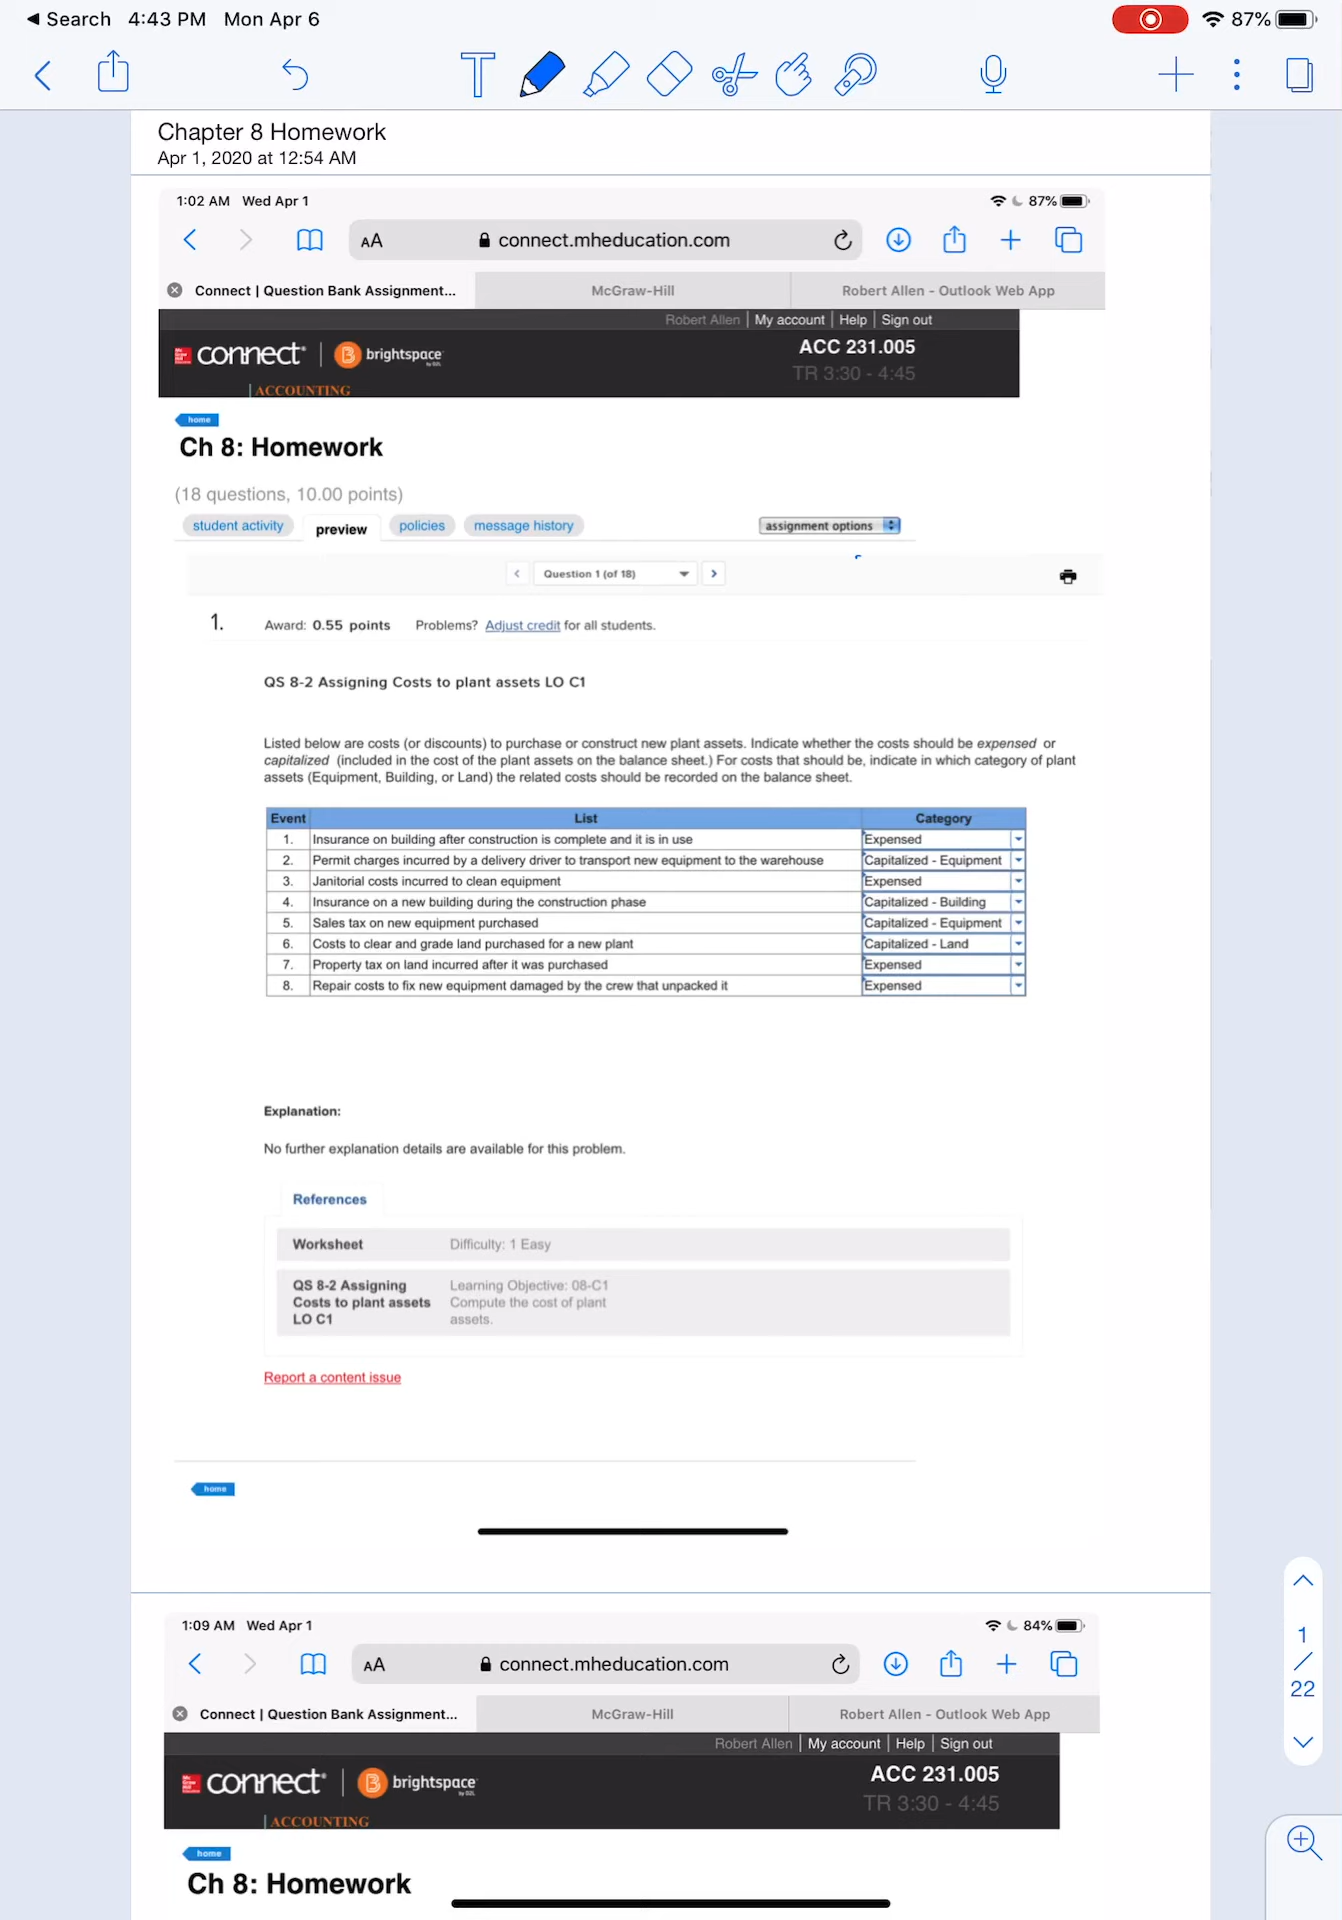 Search 4:43 PM Mon Apr 6 87%
T
Chapter 8 Homework
Apr 1, 2020 at 12:54 AM
1:02 AM Wed Apr 1 87%
AA connect.mheducation.com
Connect | Question Bank Assignment... McGraw-Hill Robert Allen - Outlook Web App
Robert Allen | My account | Help | Sign out
connect | B brightspace
ACC 231.005
TR 3:30 - 4:45
| ACCOUNTING
home
Ch 8: Homework
(18 questions, 10.00 points)
student activity preview policies message history assignment options
Question 1 (of 18)
1. Award: 0.55 points Problems? Adjust credit for all students.
QS 8-2 Assigning Costs to plant assets LO C1
Listed below are costs (or discounts) to purchase or construct new plant assets. Indicate whether the costs should be expensed or
capitalized (included in the cost of the plant assets on the balance sheet.) For costs that should be, indicate in which category of plant
assets (Equipment, Building, or Land) the related costs should be recorded on the balance sheet.
Event List Category
1. Insurance on building after construction is complete and it is in use Expensed
2. Permit charges incurred by a delivery driver to transport new equipment to the warehouse Capitalized - Equipment
3. Janitorial costs incurred to clean equipment Expensed
4. Insurance on a new building during the construction phase Capitalized - Building
5. Sales tax on new equipment purchased Capitalized - Equipment
6. Costs to clear and grade land purchased for a new plant Capitalized - Land
7. Property tax on land incurred after it was purchased Expensed
8. Repair costs to fix new equipment damaged by the crew that unpacked it Expensed
Explanation:
No further explanation details are available for this problem.
References
Worksheet Difficulty: 1 Easy
QS 8-2 Assigning Learning Objective: 08-C1
Costs to plant assets Compute the cost of plant
LO C1 assets.
Report a content issue
home
1
/
22
1:09 AM Wed Apr 1 84%
AA connect.mheducation.com
Connect | Question Bank Assignment... McGraw-Hill Robert Allen - Outlook Web App
Robert Allen | My account | Help | Sign out
connect | B brightspace
ACC 231.005
TR 3:30 - 4:45
| ACCOUNTING
home
Ch 8: Homework